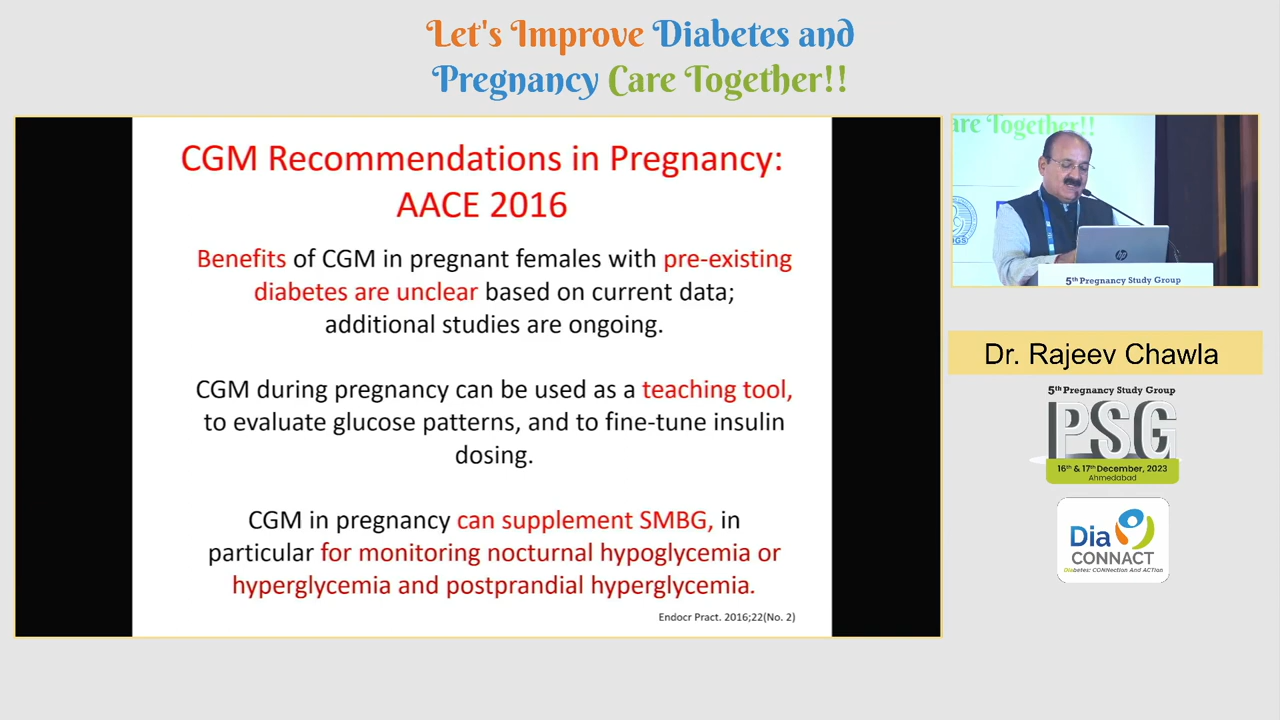 Let's Improve Diabetes and
Pregnancy Care Together!!
CGM Recommendations in Pregnancy:
AACE 2016
Benefits of CGM in pregnant females with pre-existing
diabetes are unclear based on current data;
additional studies are ongoing.
CGM during pregnancy can be used as a teaching tool,
to evaluate glucose patterns, and to fine-tune insulin
dosing.
CGM in pregnancy can supplement SMBG, in
particular for monitoring nocturnal hypoglycemia or
hyperglycemia and postprandial hyperglycemia.
Endocr Pract. 2016;22(No. 2)
are Together!!
hp
5th Pregnancy Study Group
Dr. Rajeev Chawla
5th Pregnancy Study Group
PSG
16th & 17th December, 2023
Ahmedabad
Dia
CONNACT
Diabetes: CONNection And ACTion